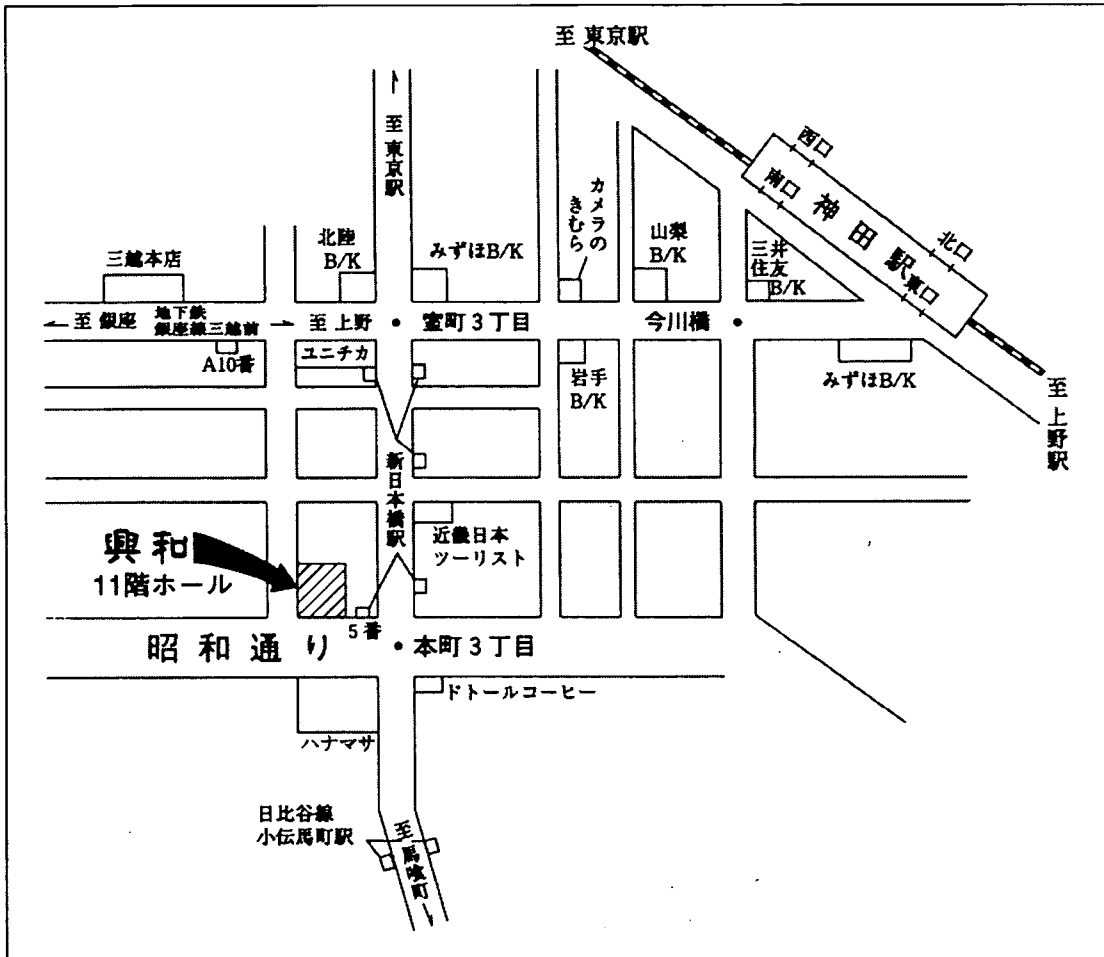 至 東京駅
西口
南口
神田駅
北口
東口
至 東京駅
カメラの
きむら
北陸
B/K
みずほB/K
山梨
B/K
三井
住友
B/K
三越本店
至 銀座
地下鉄
銀座線三越前
至 上野
室町3丁目
今川橋
A10番
ユニチカ
岩手
B/K
みずほB/K
至 上野駅
新日本橋駅
近畿日本
ツーリスト
興和
11階ホール
5番
昭和通り
本町3丁目
ドトールコーヒー
ハナマサ
日比谷線
小伝馬町駅
至 馬喰町